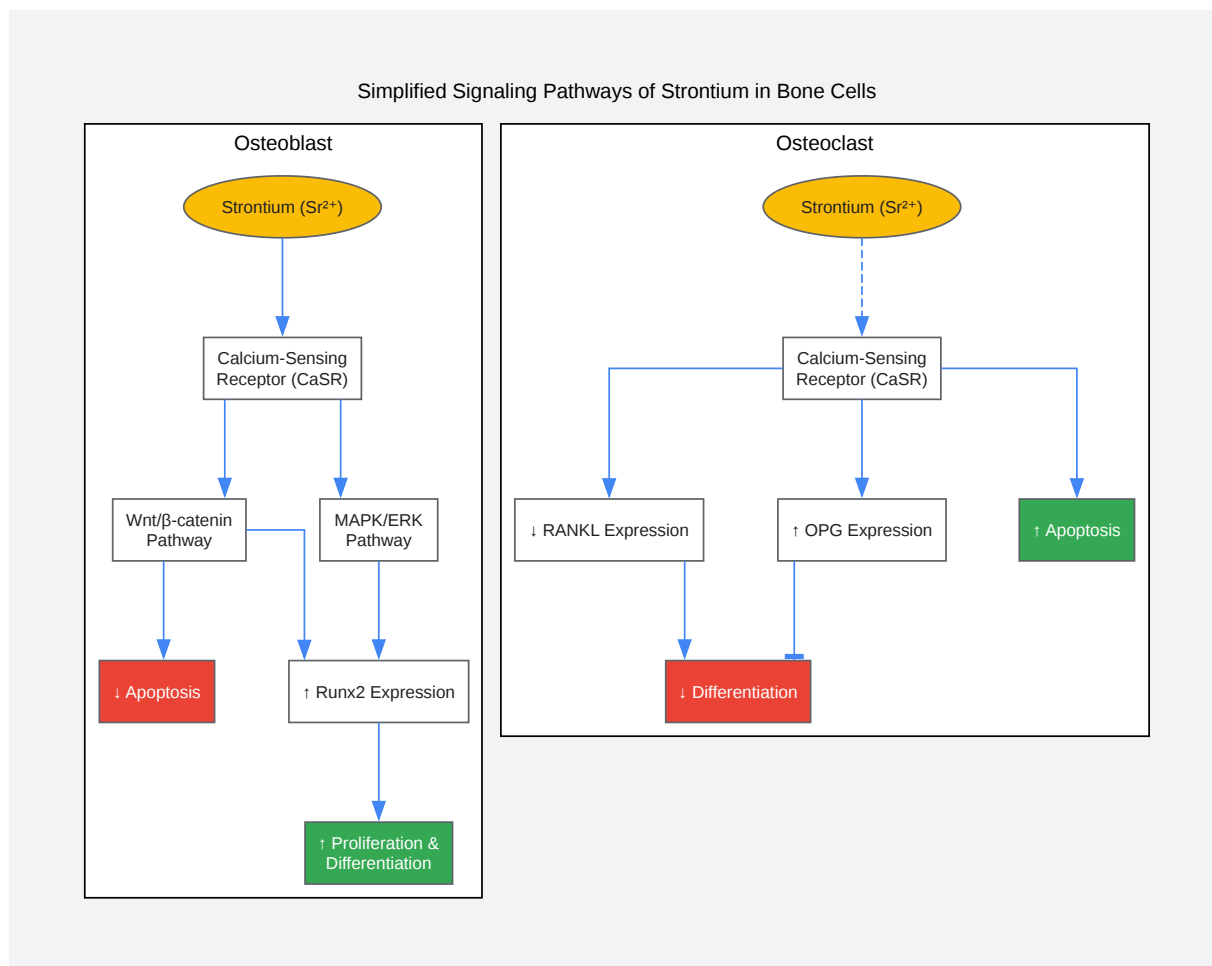 Simplified Signaling Pathways of Strontium in Bone Cells
Osteoblast
Strontium (Sr²⁺)
Calcium-Sensing
Receptor (CaSR)
Wnt/β-catenin
Pathway
MAPK/ERK
Pathway
↓ Apoptosis
↑ Runx2 Expression
↑ Proliferation &
Differentiation
Osteoclast
Strontium (Sr²⁺)
Calcium-Sensing
Receptor (CaSR)
↓ RANKL Expression
↑ OPG Expression
↑ Apoptosis
↓ Differentiation